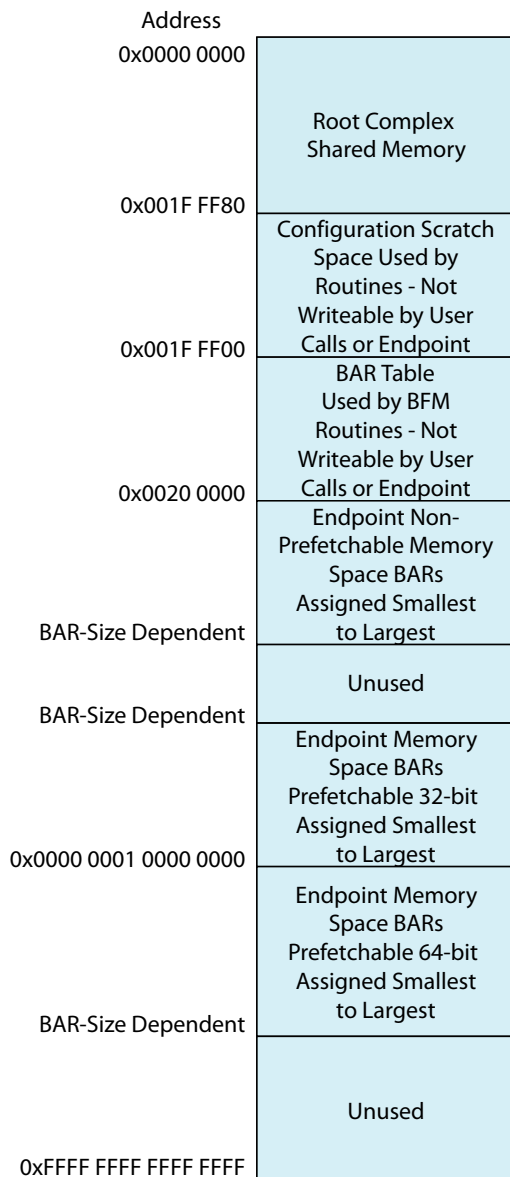 Address
0x0000 0000
Root Complex
Shared Memory
0x001F FF80
Configuration Scratch
Space Used by
Routines - Not
Writeable by User
Calls or Endpoint
0x001F FF00
BAR Table
Used by BFM
Routines - Not
Writeable by User
Calls or Endpoint
0x0020 0000
Endpoint Non-
Prefetchable Memory
Space BARs
Assigned Smallest
to Largest
BAR-Size Dependent
Unused
BAR-Size Dependent
Endpoint Memory
Space BARs
Prefetchable 32-bit
Assigned Smallest
to Largest
0x0000 0001 0000 0000
Endpoint Memory
Space BARs
Prefetchable 64-bit
Assigned Smallest
to Largest
BAR-Size Dependent
Unused
0xFFFF FFFF FFFF FFFF